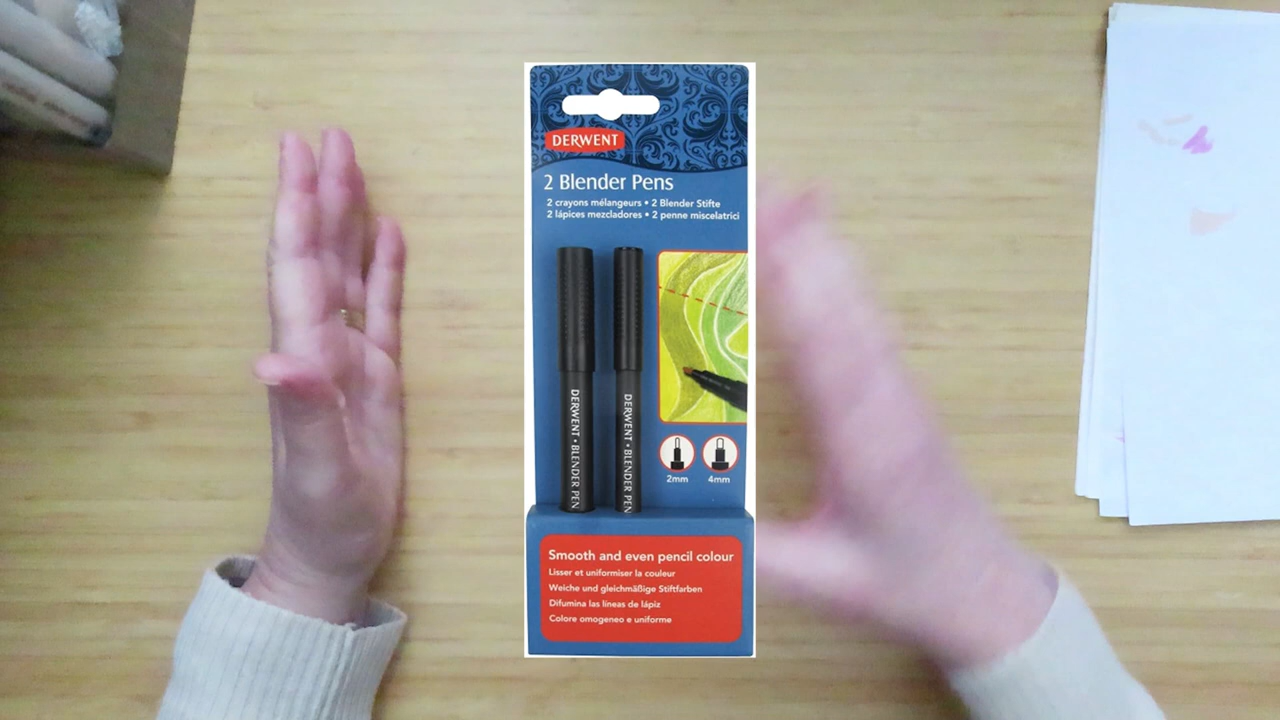 DERWENT
2 Blender Pens
2 crayons mélangeurs • 2 Blender Stifte
2 lápices mezcladores • 2 penne miscelatrici
DERWENT • BLENDER PEN
DERWENT • BLENDER PEN
2mm
4mm
Smooth and even pencil colour
Lisser et uniformiser la couleur
Weiche und gleichmäßige Stiftfarben
Difumina las líneas de lápiz
Colore omogeneo e uniforme